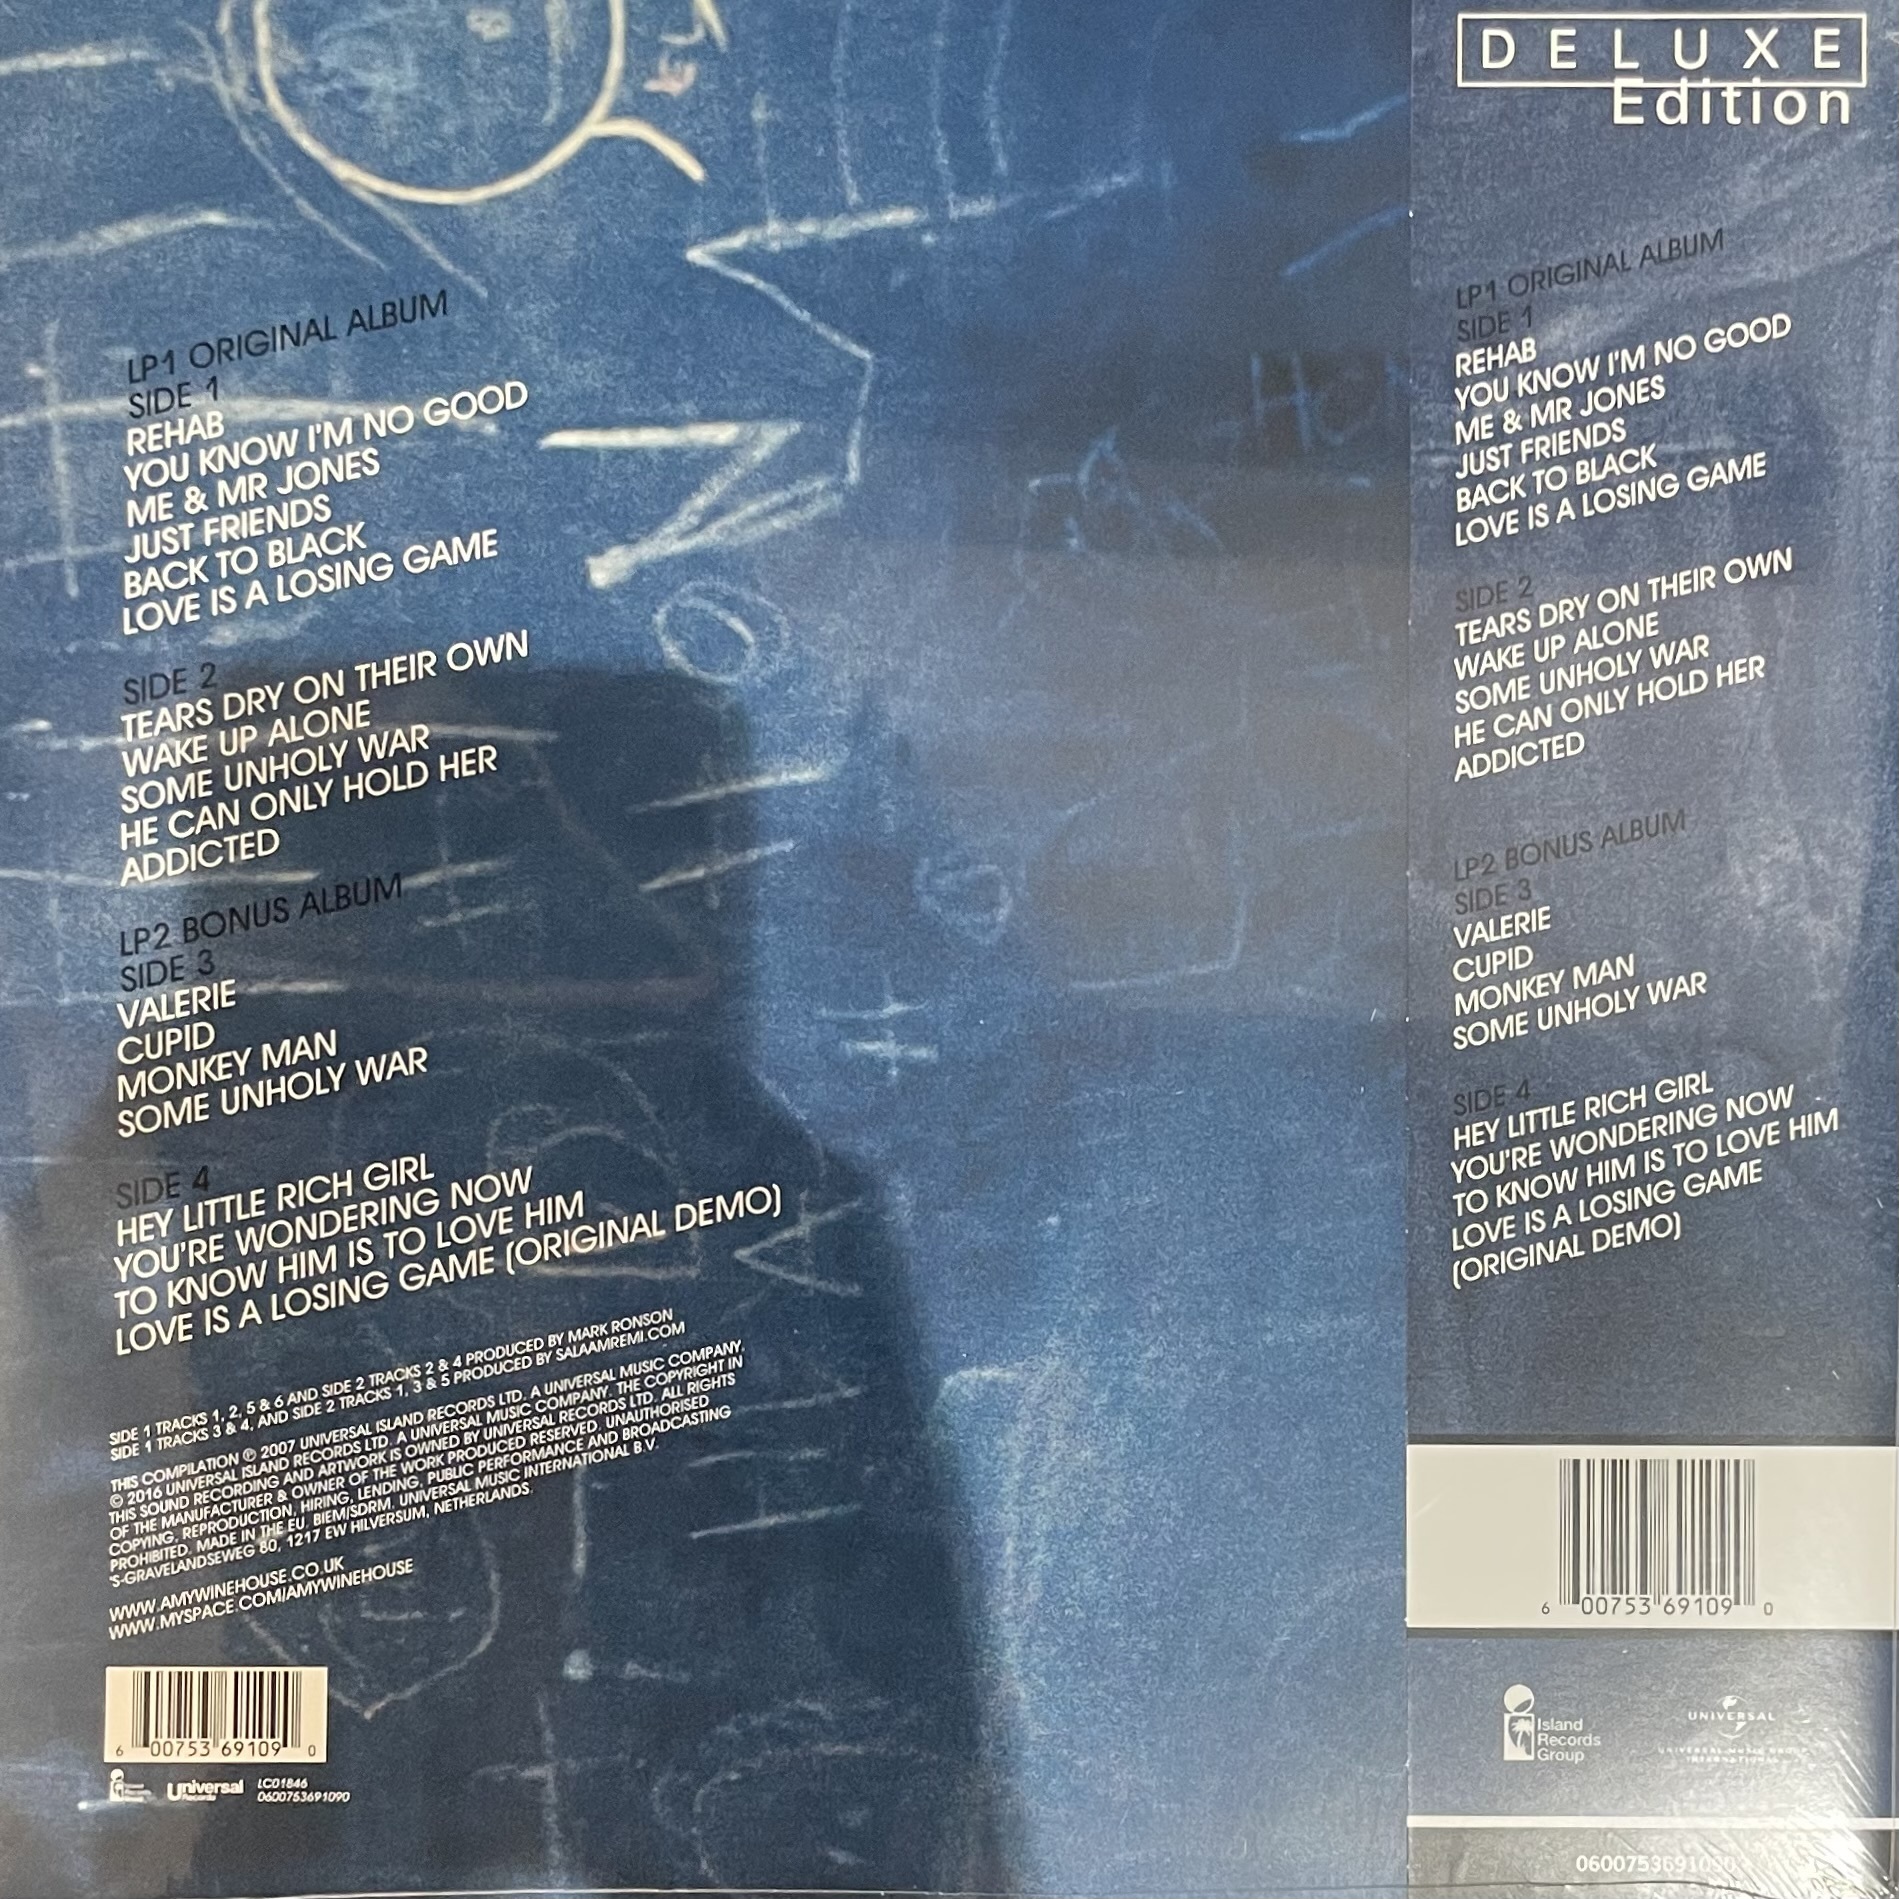 LP1 ORIGINAL ALBUM
SIDE 1
REHAB
YOU KNOW I'M NO GOOD
ME & MR JONES
JUST FRIENDS
BACK TO BLACK
LOVE IS A LOSING GAME
SIDE 2
TEARS DRY ON THEIR OWN
WAKE UP ALONE
SOME UNHOLY WAR
HE CAN ONLY HOLD HER
ADDICTED
LP2 BONUS ALBUM
SIDE 3
VALERIE
CUPID
MONKEY MAN
SOME UNHOLY WAR
SIDE 4
HEY LITTLE RICH GIRL
YOU'RE WONDERING NOW
TO KNOW HIM IS TO LOVE HIM
LOVE IS A LOSING GAME (ORIGINAL DEMO)
SIDE 1 TRACKS 1, 2, 5 & 6 AND SIDE 2 TRACKS 2 & 4 PRODUCED BY MARK RONSON
SIDE 1 TRACKS 3 & 4, AND SIDE 2 TRACKS 1, 3 & 5 PRODUCED BY SALAAMREMI.COM
THIS COMPILATION ℗ 2007 UNIVERSAL ISLAND RECORDS LTD. A UNIVERSAL MUSIC COMPANY.
© 2016 UNIVERSAL ISLAND RECORDS LTD. A UNIVERSAL MUSIC COMPANY. THE COPYRIGHT IN
THIS SOUND RECORDING AND ARTWORK IS OWNED BY UNIVERSAL RECORDS LTD. ALL RIGHTS
OF THE MANUFACTURER & OWNER OF THE WORK PRODUCED RESERVED. UNAUTHORISED
COPYING, REPRODUCTION, HIRING, LENDING, PUBLIC PERFORMANCE AND BROADCASTING
PROHIBITED. MADE IN THE EU. BIEM/SDRM. UNIVERSAL MUSIC INTERNATIONAL B.V.
'S-GRAVELANDSEWEG 80, 1217 EW HILVERSUM, NETHERLANDS.
WWW.AMYWINEHOUSE.CO.UK
WWW.MYSPACE.COM/AMYWINEHOUSE
6 00753 69109 0
Universal
Records
LC01846
0600753691090
DELUXE
Edition
LP1 ORIGINAL ALBUM
SIDE 1
REHAB
YOU KNOW I'M NO GOOD
ME & MR JONES
JUST FRIENDS
BACK TO BLACK
LOVE IS A LOSING GAME
SIDE 2
TEARS DRY ON THEIR OWN
WAKE UP ALONE
SOME UNHOLY WAR
HE CAN ONLY HOLD HER
ADDICTED
LP2 BONUS ALBUM
SIDE 3
VALERIE
CUPID
MONKEY MAN
SOME UNHOLY WAR
SIDE 4
HEY LITTLE RICH GIRL
YOU'RE WONDERING NOW
TO KNOW HIM IS TO LOVE HIM
LOVE IS A LOSING GAME
(ORIGINAL DEMO)
6 00753 69109 0
Island
Records
Group
UNIVERSAL
UNIVERSAL MUSIC GROUP
INTERNATIONAL
0600753691090